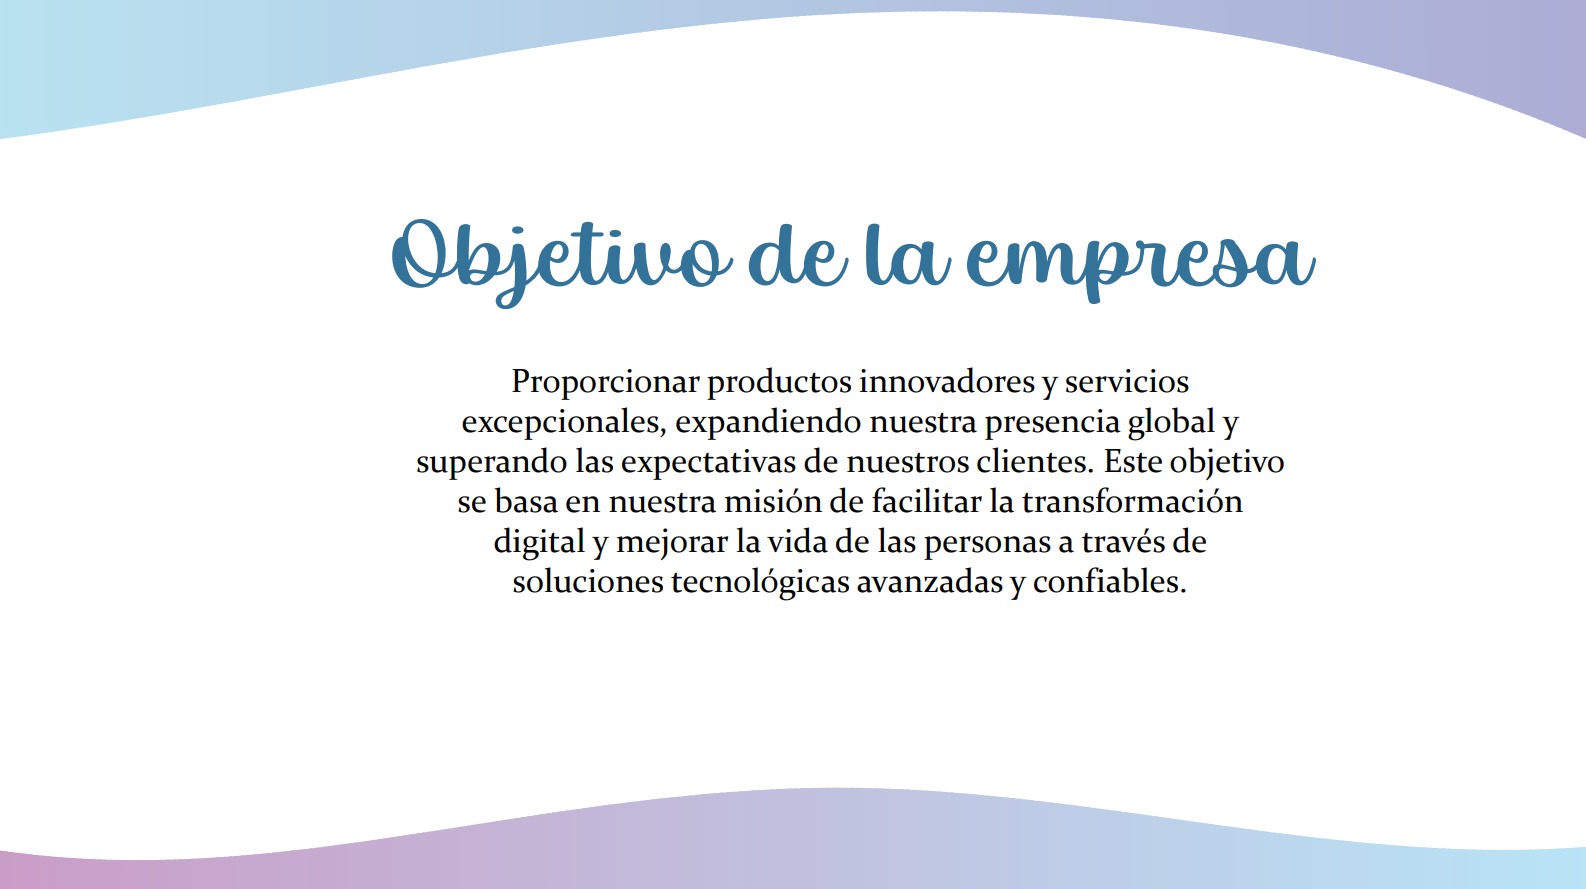 Objetivo de la empresa
Proporcionar productos innovadores y servicios
excepcionales, expandiendo nuestra presencia global y
superando las expectativas de nuestros clientes. Este objetivo
se basa en nuestra misión de facilitar la transformación
digital y mejorar la vida de las personas a través de
soluciones tecnológicas avanzadas y confiables.